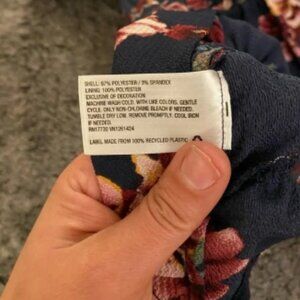 SHELL: 97% POLYESTER / 3% SPANDEX
LINING: 100% POLYESTER
EXCLUSIVE OF DECORATION
MACHINE WASH COLD, WITH LIKE COLORS, GENTLE
CYCLE. ONLY NON-CHLORINE BLEACH IF NEEDED.
TUMBLE DRY LOW. REMOVE PROMPTLY. COOL IRON
IF NEEDED.
RN17730 VN1261424
LABEL MADE FROM 100% RECYCLED PLASTIC